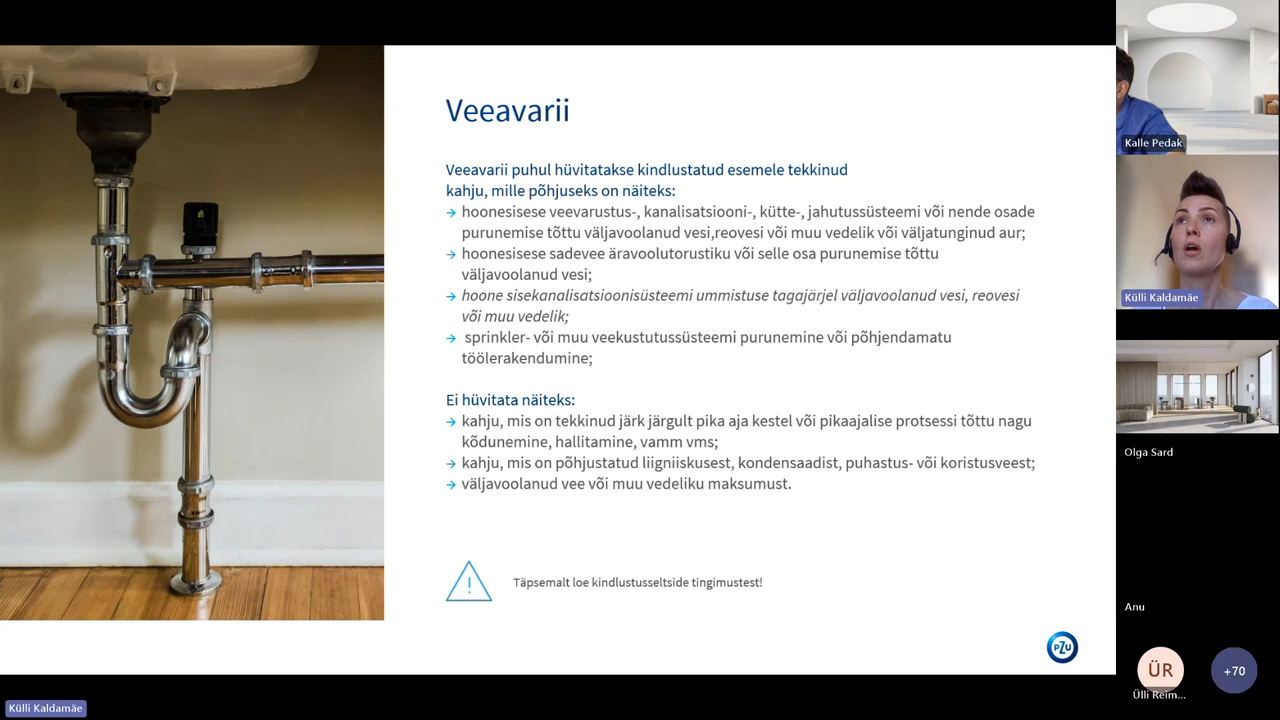 Veeavarii
Veeavarii puhul hüvitatakse kindlustatud esemele tekkinud
kahju, mille põhjuseks on näiteks:
→ hoonesisese veevarustus-, kanalisatsiooni-, kütte-, jahutussüsteemi või nende osade
purunemise tõttu väljavoolanud vesi,reovesi või muu vedelik või väljatunginud aur;
→ hoonesisese sadevee äravoolutorustiku või selle osa purunemise tõttu
väljavoolanud vesi;
→ hoone sisekanalisatsioonisüsteemi ummistuse tagajärjel väljavoolanud vesi, reovesi
või muu vedelik;
→ sprinkler- või muu veekustutussüsteemi purunemine või põhjendamatu
töölerakendumine;
Ei hüvitata näiteks:
→ kahju, mis on tekkinud järk järgult pika aja kestel või pikaajalise protsessi tõttu nagu
kõdunemine, hallitamine, vamm vms;
→ kahju, mis on põhjustatud liigniiskusest, kondensaadist, puhastus- või koristusveest;
→ väljavoolanud vee või muu vedeliku maksumust.
! Täpsemalt loe kindlustusseltside tingimustest!
PZU
Külli Kaldamäe
Kalle Pedak
Külli Kaldamäe
Olga Sard
Anu
ÜR
+70
Ülli Reim...